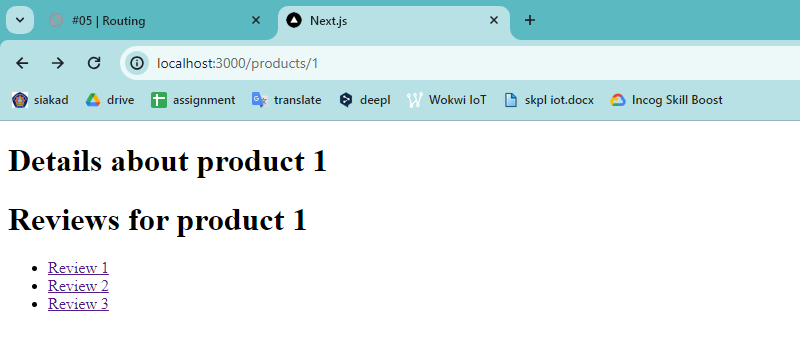 #05 | Routing
Next.js
localhost:3000/products/1
siakad drive assignment translate deepl Wokwi IoT skpl iot.docx Incog Skill Boost
Details about product 1
Reviews for product 1
Review 1
Review 2
Review 3